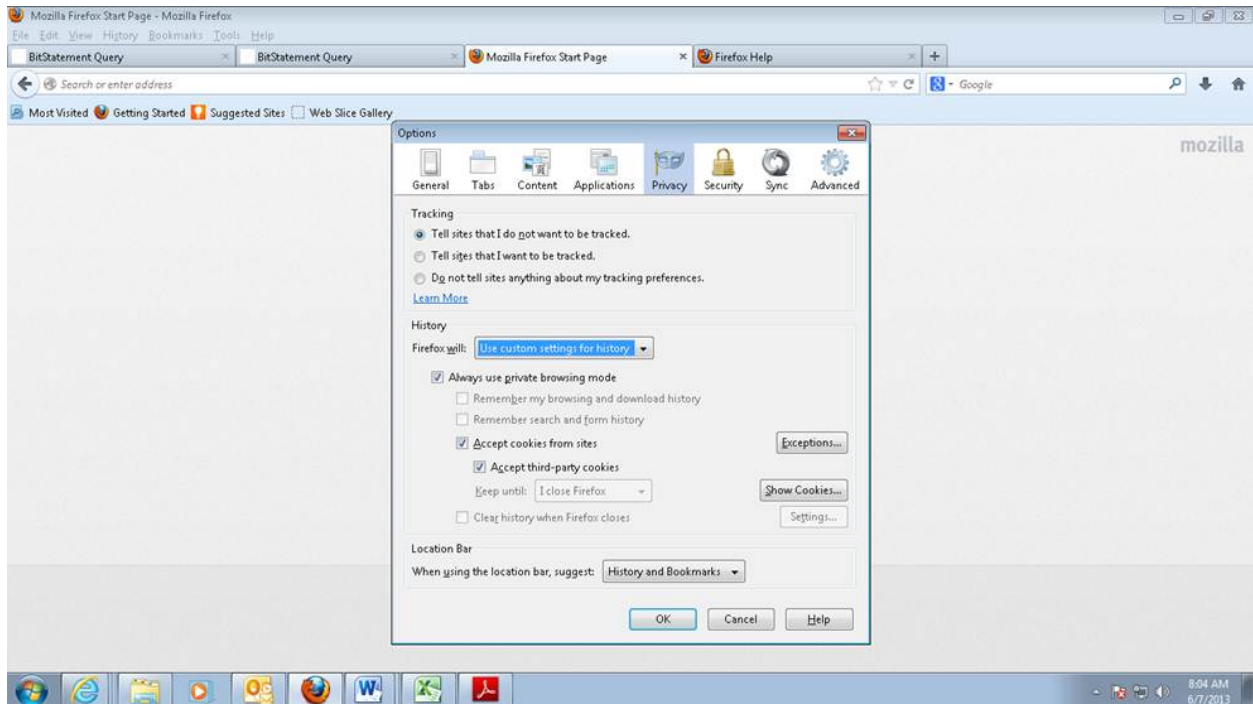 Mozilla Firefox Start Page - Mozilla Firefox
File Edit View History Bookmarks Tools Help
BitStatement Query BitStatement Query Mozilla Firefox Start Page Firefox Help
Search or enter address Google
Most Visited Getting Started Suggested Sites Web Slice Gallery
mozilla
Options
General Tabs Content Applications Privacy Security Sync Advanced
Tracking
Tell sites that I do not want to be tracked.
Tell sites that I want to be tracked.
Do not tell sites anything about my tracking preferences.
Learn More
History
Firefox will: Use custom settings for history
Always use private browsing mode
Remember my browsing and download history
Remember search and form history
Accept cookies from sites Exceptions...
Accept third-party cookies
Keep until: I close Firefox Show Cookies...
Clear history when Firefox closes Settings...
Location Bar
When using the location bar, suggest: History and Bookmarks
OK Cancel Help
8:04 AM
6/7/2013